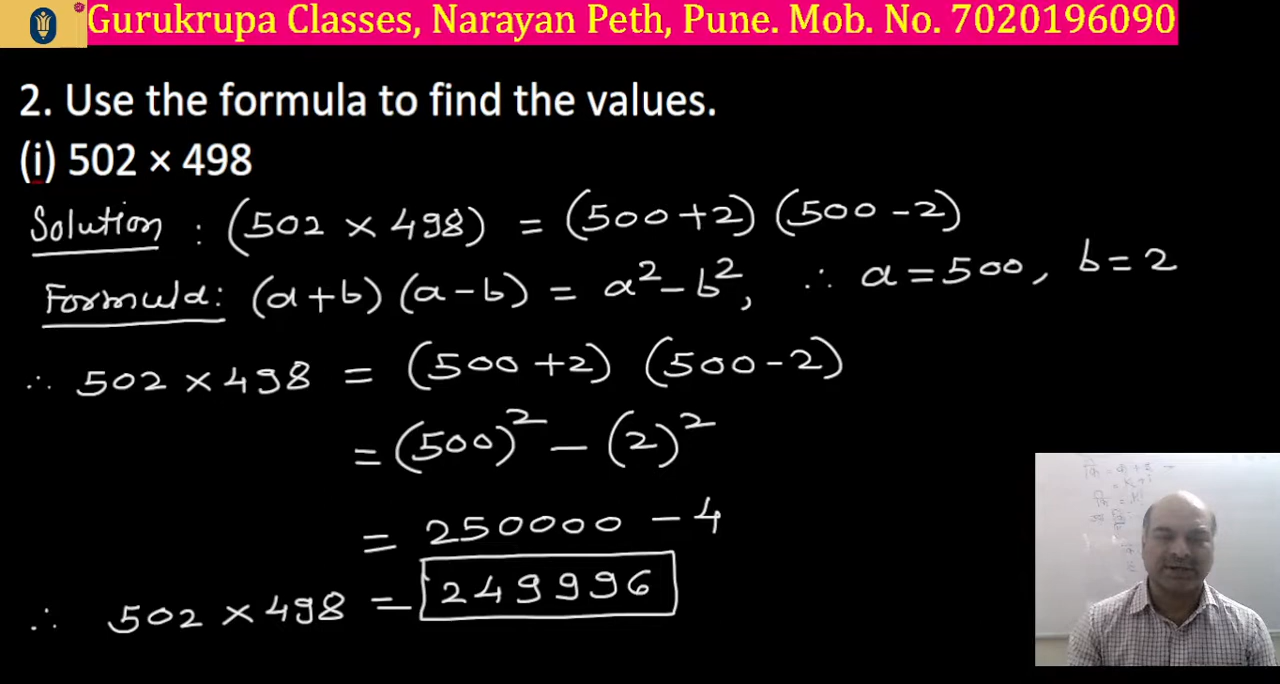 Gurukrupa Classes, Narayan Peth, Pune. Mob. No. 7020196090
2. Use the formula to find the values.
(i) 502 × 498
Solution : (502 × 498) = (500 + 2) (500 - 2)
Formula: (a + b) (a - b) = a² - b², ∴ a = 500, b = 2
∴ 502 × 498 = (500 + 2) (500 - 2)
= (500)² - (2)²
= 250000 - 4
∴ 502 × 498 = 249996